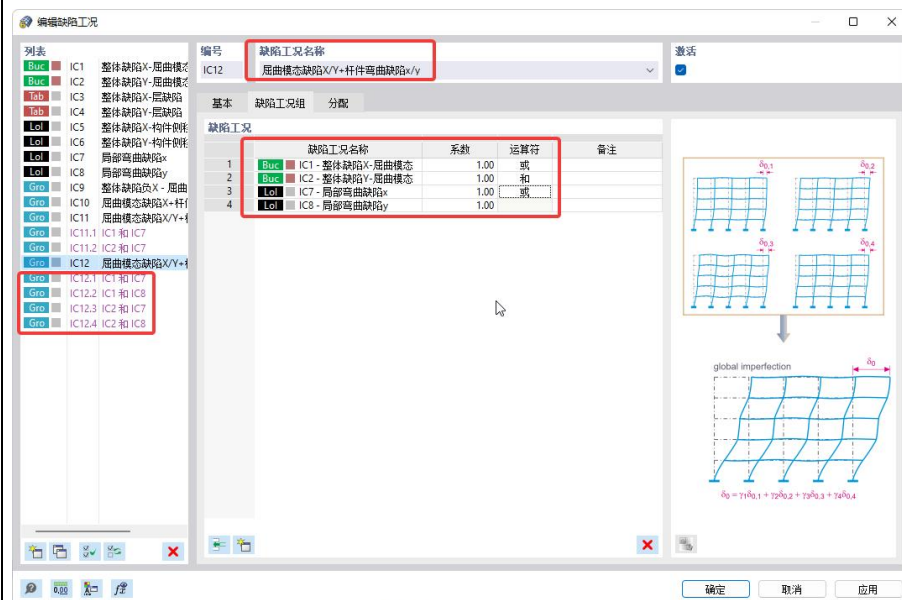 编辑缺陷工况
列表
Buc IC1 整体缺陷X-屈曲模态
Buc IC2 整体缺陷Y-屈曲模态
Tab IC3 整体缺陷X-层缺陷
Tab IC4 整体缺陷Y-层缺陷
Lol IC5 整体缺陷X-构件侧移
Lol IC6 整体缺陷Y-构件侧移
Lol IC7 局部弯曲缺陷x
Lol IC8 局部弯曲缺陷y
Gro IC9 整体缺陷负X - 屈曲
Gro IC10 屈曲模态缺陷X+杆
Gro IC11 屈曲模态缺陷X/Y+
Gro IC11.1 IC1 和 IC7
Gro IC11.2 IC2 和 IC7
Gro IC12 屈曲模态缺陷X/Y+
Gro IC12.1 IC1 和 IC7
Gro IC12.2 IC1 和 IC8
Gro IC12.3 IC2 和 IC7
Gro IC12.4 IC2 和 IC8
编号
IC12
缺陷工况名称
屈曲模态缺陷X/Y+杆件弯曲缺陷x/y
激活
基本 缺陷工况组 分配
缺陷工况
缺陷工况名称 系数 运算符 备注
1 Buc IC1 - 整体缺陷X-屈曲模态 1.00 或
2 Buc IC2 - 整体缺陷Y-屈曲模态 1.00 和
3 Lol IC7 - 局部弯曲缺陷x 1.00 或
4 Lol IC8 - 局部弯曲缺陷y 1.00
δ0,1 δ0,2
δ0,3 δ0,4
global imperfection δ0
δ0 = γ1δ0,1 + γ2δ0,2 + γ3δ0,3 + γ4δ0,4
0,00
确定 取消 应用